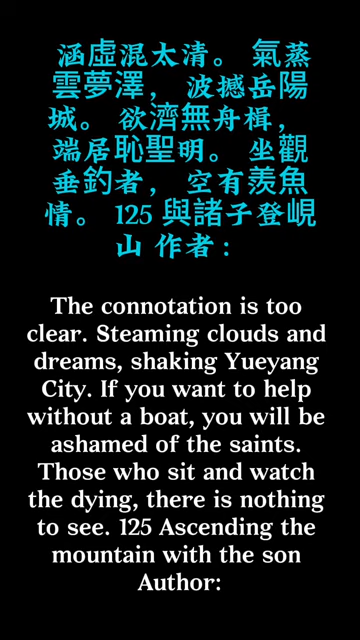 涵虛混太清。 氣蒸
雲夢澤， 波撼岳陽
城。 欲濟無舟楫，
端居恥聖明。 坐觀
垂釣者， 空有羨魚
情。 125 與諸子登峴
山 作者：
The connotation is too
clear. Steaming clouds and
dreams, shaking Yueyang
City. If you want to help
without a boat, you will be
ashamed of the saints.
Those who sit and watch
the dying, there is nothing
to see. 125 Ascending the
mountain with the son
Author: